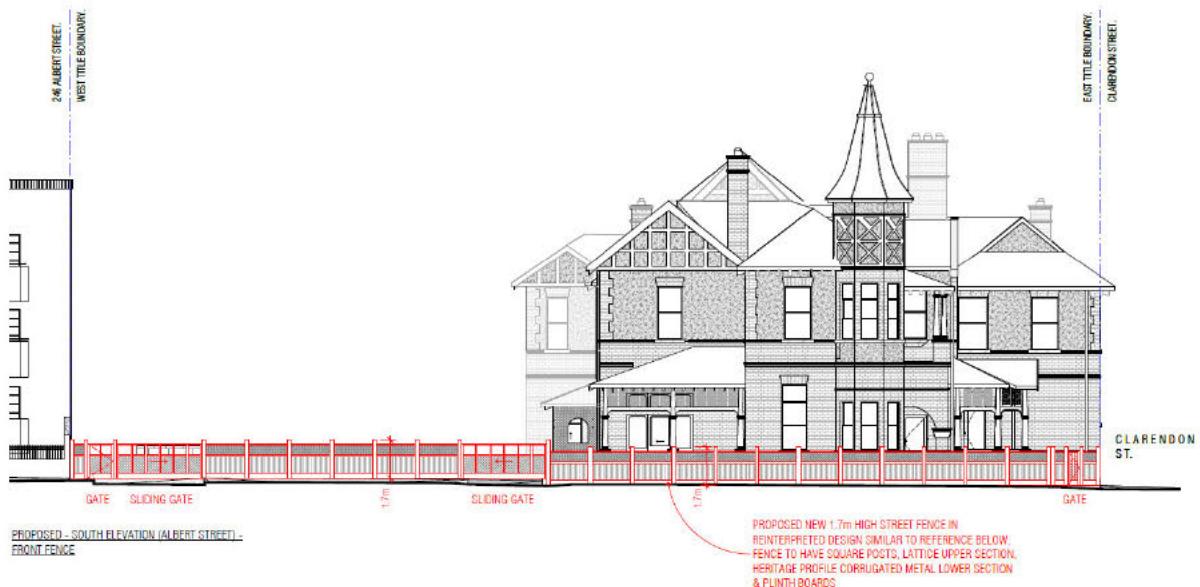 246 ALBERT STREET.
WEST TITLE BOUNDARY.
EAST TITLE BOUNDARY.
CLARENDON STREET.
CLARENDON
ST.
GATE
SLIDING GATE
1.7m
SLIDING GATE
1.7m
GATE
PROPOSED - SOUTH ELEVATION (ALBERT STREET) -
FRONT FENCE
PROPOSED NEW 1.7m HIGH STREET FENCE IN
REINTERPRETED DESIGN SIMILAR TO REFERENCE BELOW.
FENCE TO HAVE SQUARE POSTS, LATTICE UPPER SECTION,
HERITAGE PROFILE CORRUGATED METAL LOWER SECTION
& PLINTH BOARDS